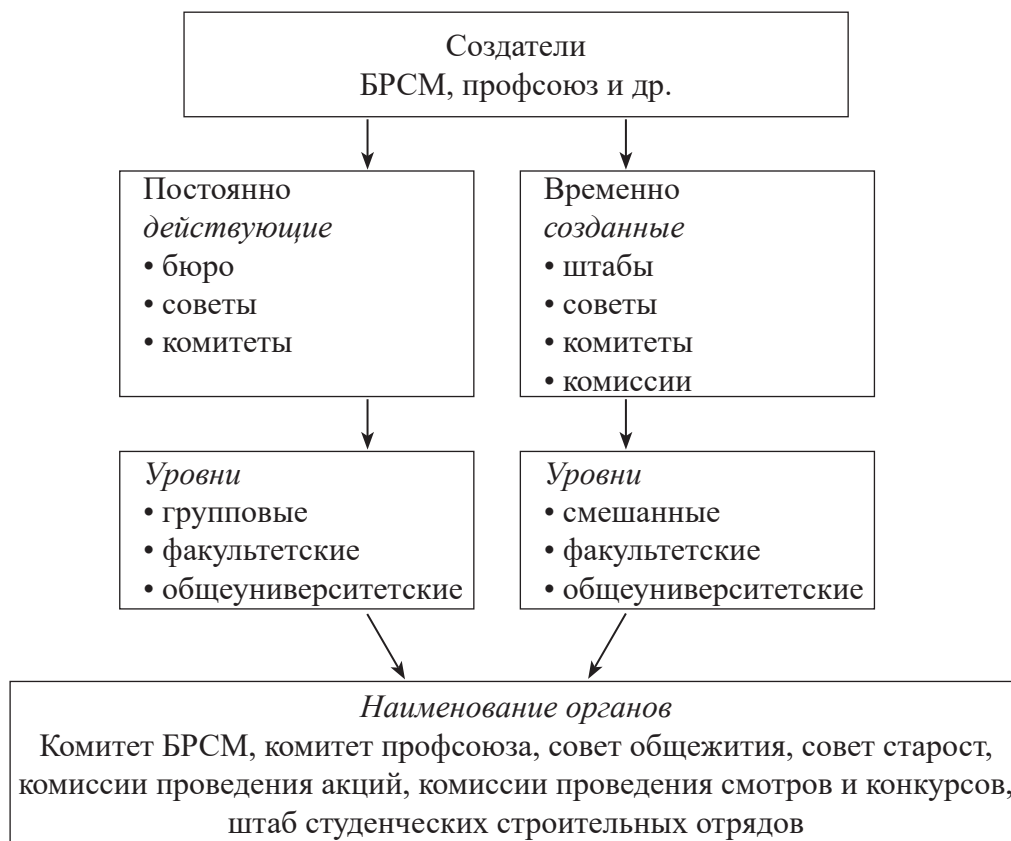 Создатели
БРСМ, профсоюз и др.
Постоянно
действующие
• бюро
• советы
• комитеты
Временно
созданные
• штабы
• советы
• комитеты
• комиссии
Уровни
• групповые
• факультетские
• общеуниверситетские
Уровни
• смешанные
• факультетские
• общеуниверситетские
Наименование органов
Комитет БРСМ, комитет профсоюза, совет общежития, совет старост,
комиссии проведения акций, комиссии проведения смотров и конкурсов,
штаб студенческих строительных отрядов